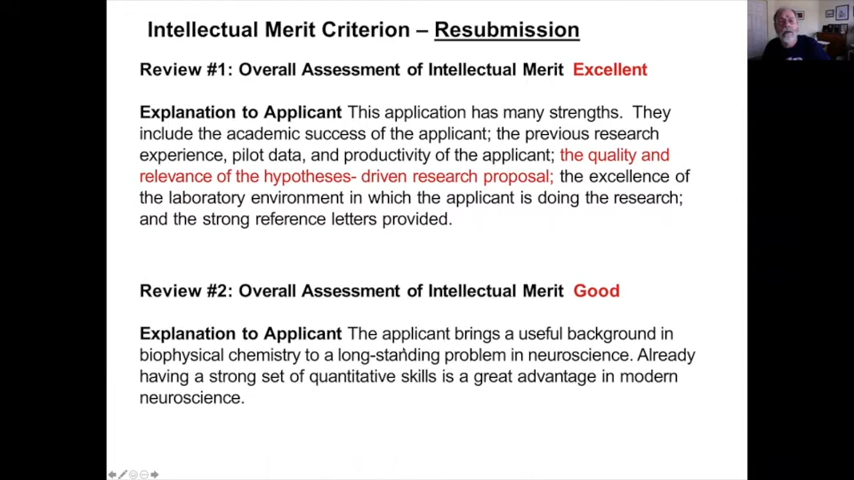 Intellectual Merit Criterion – Resubmission
Review #1: Overall Assessment of Intellectual Merit Excellent
Explanation to Applicant This application has many strengths. They
include the academic success of the applicant; the previous research
experience, pilot data, and productivity of the applicant; the quality and
relevance of the hypotheses- driven research proposal; the excellence of
the laboratory environment in which the applicant is doing the research;
and the strong reference letters provided.
Review #2: Overall Assessment of Intellectual Merit Good
Explanation to Applicant The applicant brings a useful background in
biophysical chemistry to a long-standing problem in neuroscience. Already
having a strong set of quantitative skills is a great advantage in modern
neuroscience.